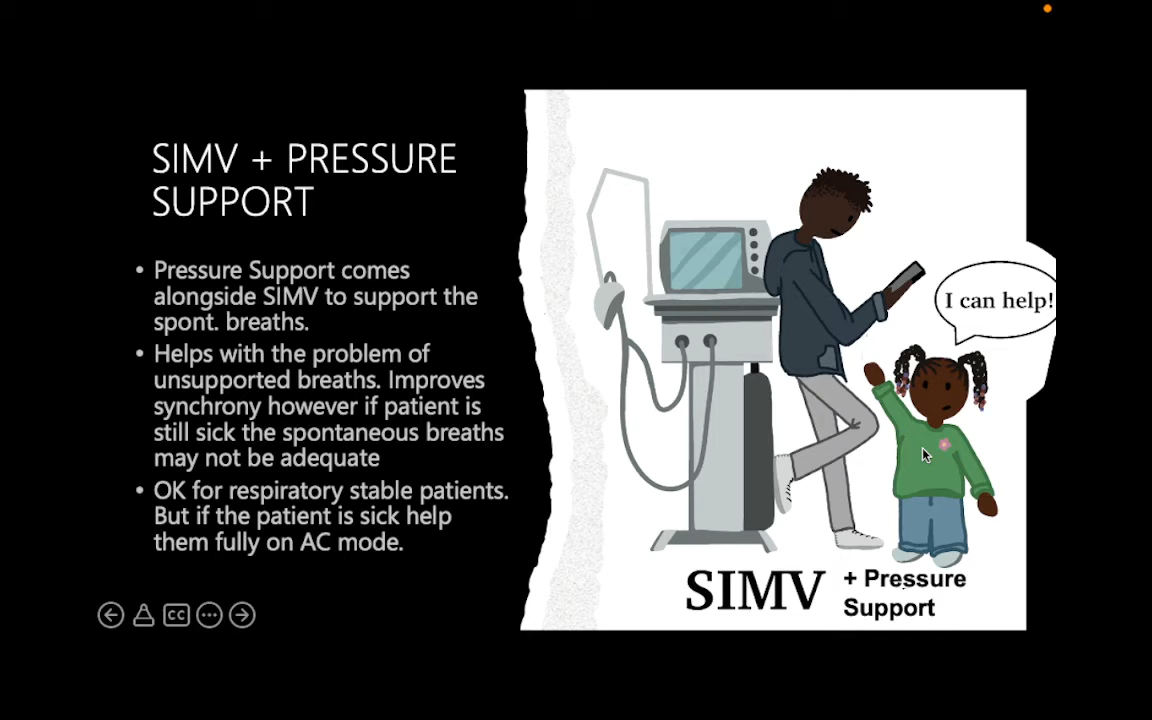 SIMV + PRESSURE
SUPPORT
• Pressure Support comes
alongside SIMV to support the
spont. breaths.
• Helps with the problem of
unsupported breaths. Improves
synchrony however if patient is
still sick the spontaneous breaths
may not be adequate
• OK for respiratory stable patients.
But if the patient is sick help
them fully on AC mode.
CC
I can help!
SIMV + Pressure
Support